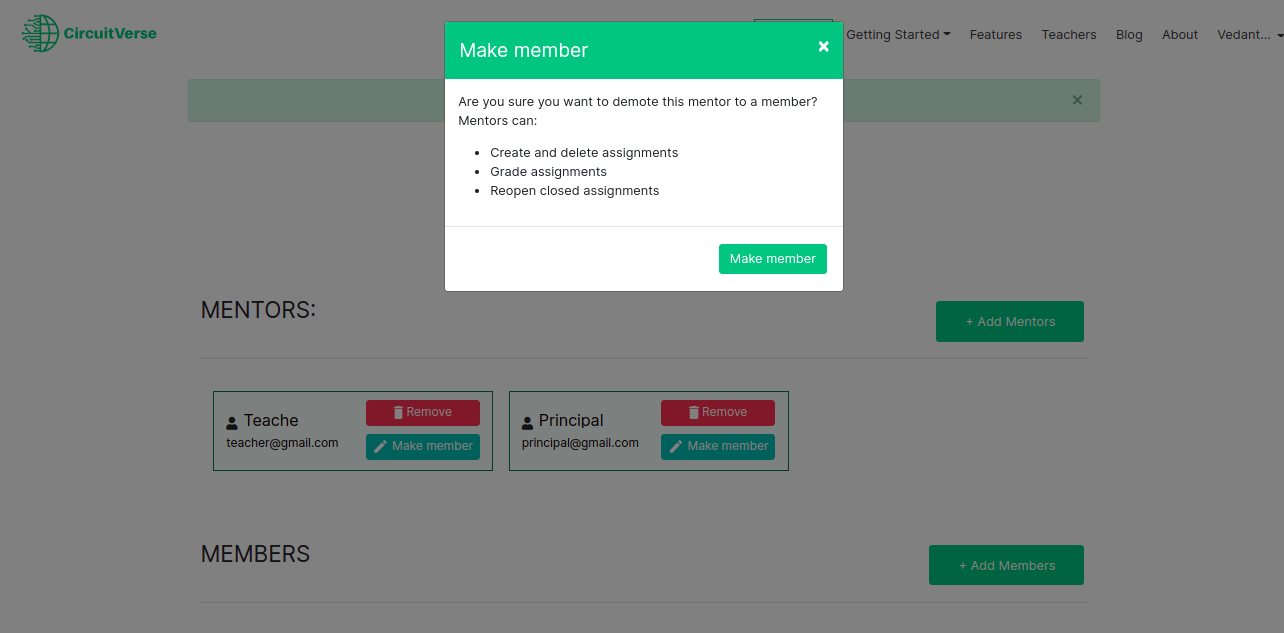 CircuitVerse
Getting Started
Features
Teachers
Blog
About
Vedant...
Make member
×
×
Are you sure you want to demote this mentor to a member?
Mentors can:
• Create and delete assignments
• Grade assignments
• Reopen closed assignments
Make member
MENTORS:
+ Add Mentors
Teache
Remove
teacher@gmail.com
Make member
Principal
Remove
principal@gmail.com
Make member
MEMBERS
+ Add Members